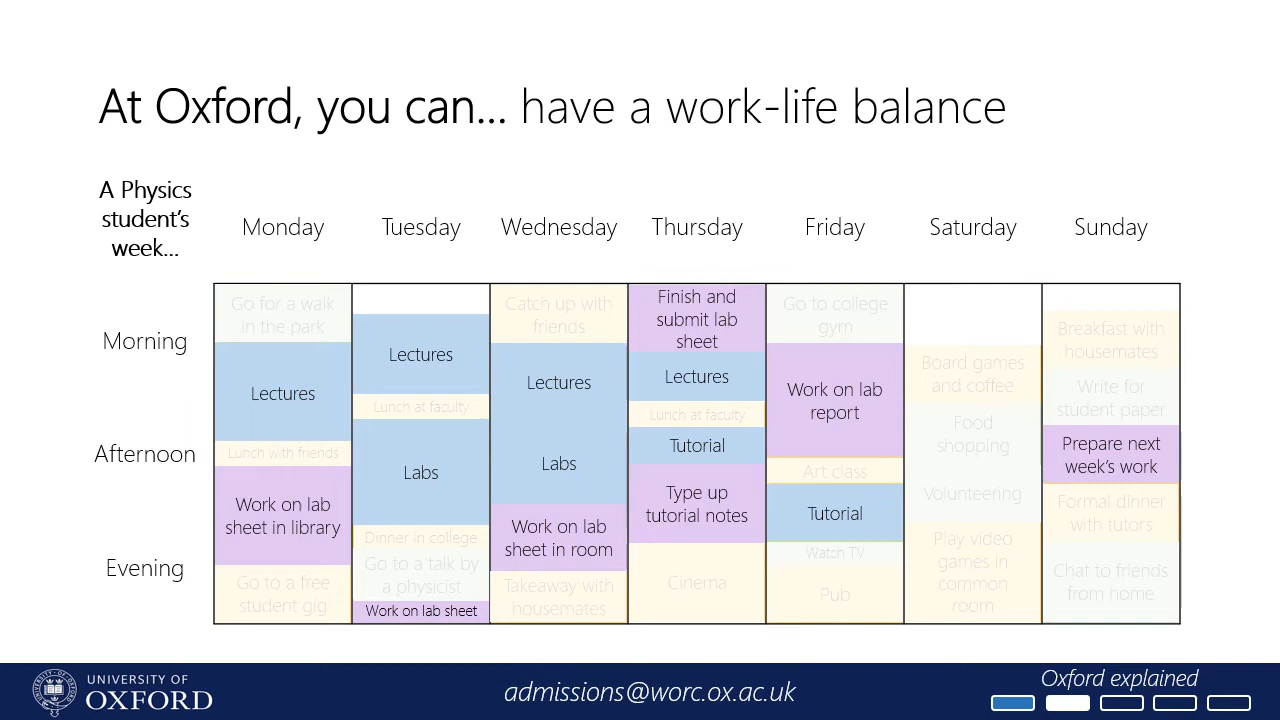 At Oxford, you can... have a work-life balance
A Physics
student's
week...
Monday
Tuesday
Wednesday
Thursday
Friday
Saturday
Sunday
Morning
Afternoon
Evening
Go for a walk
in the park
Lectures
Lunch with friends
Work on lab
sheet in library
Go to a free
student gig
Lectures
Lunch at faculty
Labs
Dinner in college
Go to a talk by
a physicist
Work on lab sheet
Catch up with
friends
Lectures
Labs
Work on lab
sheet in room
Takeaway with
housemates
Finish and
submit lab
sheet
Lectures
Lunch at faculty
Tutorial
Type up
tutorial notes
Cinema
Go to college
gym
Work on lab
report
Art class
Tutorial
Watch TV
Pub
Board games
and coffee
Food
shopping
Volunteering
Play video
games in
common
room
Breakfast with
housemates
Write for
student paper
Prepare next
week's work
Formal dinner
with tutors
Chat to friends
from home
UNIVERSITY OF
OXFORD
admissions@worc.ox.ac.uk
Oxford explained